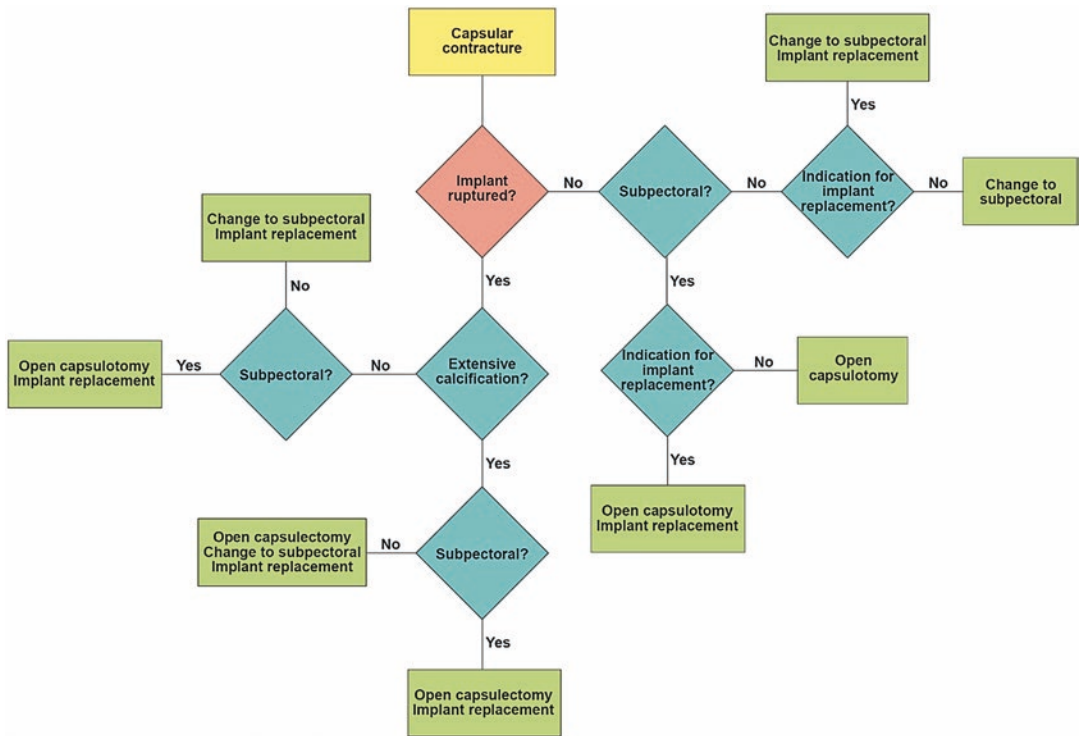 Capsular
contracture
Change to subpectoral
Implant replacement
Yes
Implant
ruptured?
No
Subpectoral?
No
Indication for
implant
replacement?
No
Change to
subpectoral
Change to subpectoral
Implant replacement
No
Yes
Yes
Open capsulotomy
Implant replacement
Yes
Subpectoral?
No
Extensive
calcification?
Indication for
implant
replacement?
No
Open
capsulotomy
Yes
Yes
Open capsulotomy
Implant replacement
Open capsulectomy
Change to subpectoral
Implant replacement
No
Subpectoral?
Yes
Open capsulectomy
Implant replacement